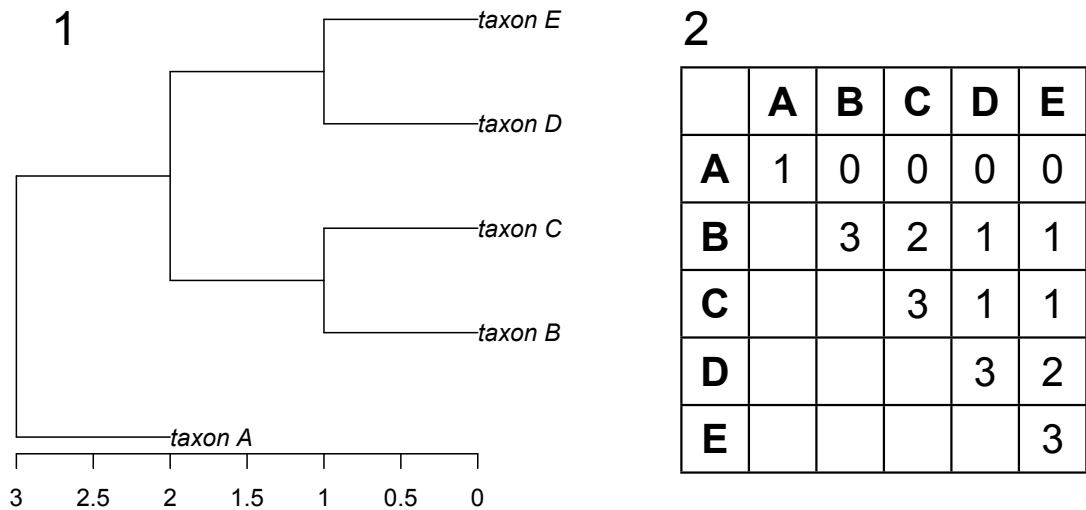 1
taxon E
taxon D
taxon C
taxon B
taxon A
3 2.5 2 1.5 1 0.5 0
2
A B C D E
A 1 0 0 0 0
B 3 2 1 1
C 3 1 1
D 3 2
E 3